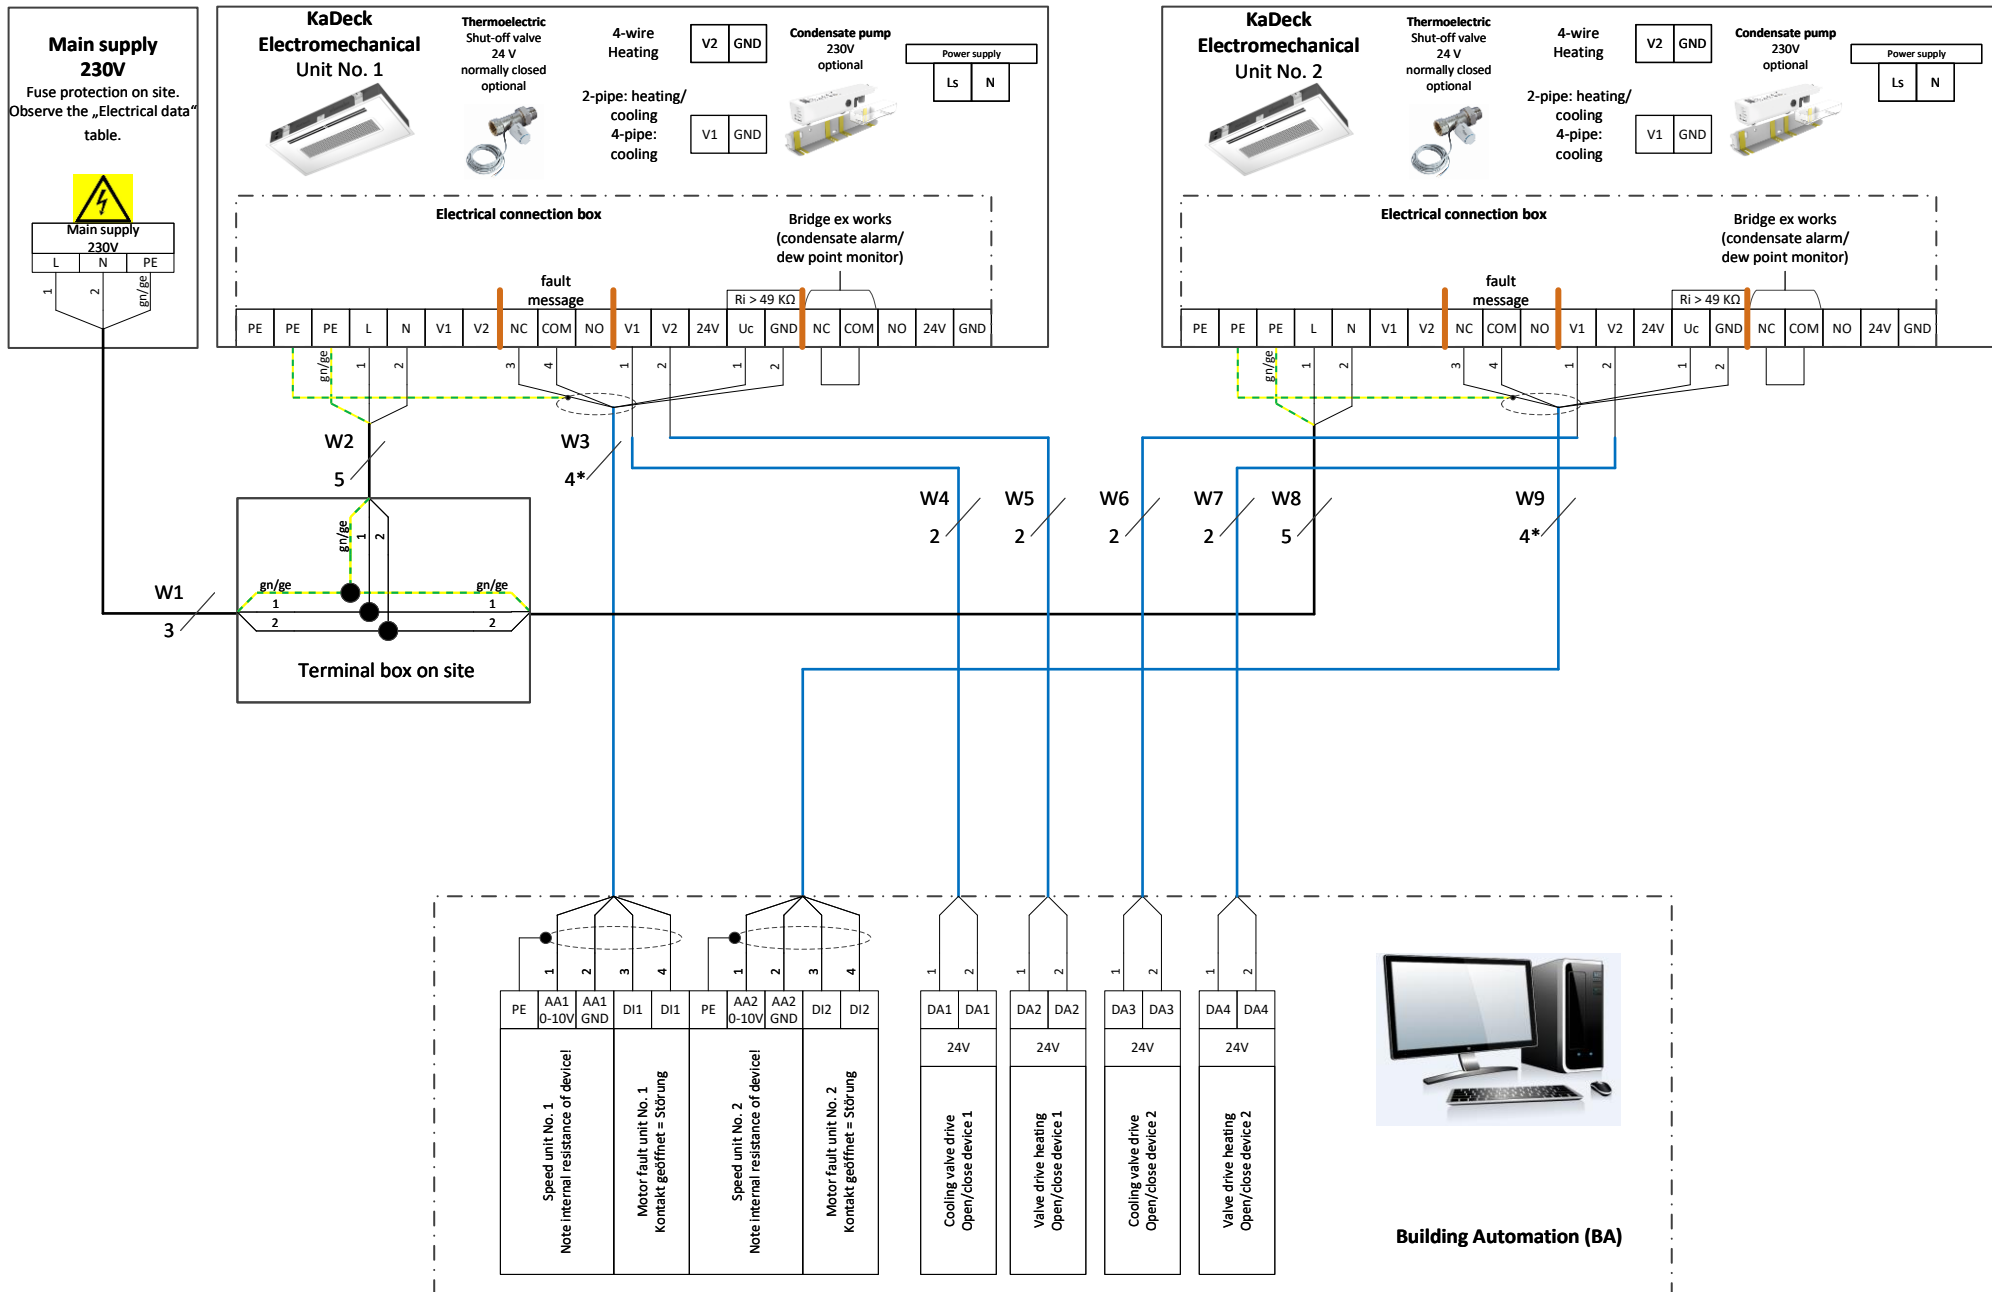 Main supply
230V
Fuse protection on site.
Observe the „Electrical data“
table.
Main supply
230V
L N PE
1 2 gn/ge
KaDeck
Electromechanical
Unit No. 1
Thermoelectric
Shut-off valve
24 V
normally closed
optional
4-wire
Heating
V2 GND
2-pipe: heating/
cooling
4-pipe:
cooling
V1 GND
Condensate pump
230V
optional
Power supply
Ls N
Electrical connection box
Bridge ex works
(condensate alarm/
dew point monitor)
fault
message
Ri > 49 KΩ
PE PE PE L N V1 V2 NC COM NO V1 V2 24V Uc GND NC COM NO 24V GND
gn/ge 1 2 3 4 1 2 1 2
KaDeck
Electromechanical
Unit No. 2
Thermoelectric
Shut-off valve
24 V
normally closed
optional
4-wire
Heating
V2 GND
2-pipe: heating/
cooling
4-pipe:
cooling
V1 GND
Condensate pump
230V
optional
Power supply
Ls N
Electrical connection box
Bridge ex works
(condensate alarm/
dew point monitor)
fault
message
Ri > 49 KΩ
PE PE PE L N V1 V2 NC COM NO V1 V2 24V Uc GND NC COM NO 24V GND
gn/ge 1 2 3 4 1 2 1 2
W2
5
W3
4*
W4
2
W5
2
W6
2
W7
2
W8
5
W9
4*
W1
3
gn/ge 1 2
gn/ge gn/ge
1 1
2 2
Terminal box on site
1 2 3 4 1 2 3 4 1 2 1 2 1 2 1 2
PE AA1 0-10V AA1 GND DI1 DI1 PE AA2 0-10V AA2 GND DI2 DI2
DA1 DA1 DA2 DA2 DA3 DA3 DA4 DA4
24V 24V 24V 24V
Speed unit No. 1
Note internal resistance of device!
Motor fault unit No. 1
Kontakt geöffnet = Störung
Speed unit No. 2
Note internal resistance of device!
Motor fault unit No. 2
Kontakt geöffnet = Störung
Cooling valve drive
Open/close device 1
Valve drive heating
Open/close device 1
Cooling valve drive
Open/close device 2
Valve drive heating
Open/close device 2
Building Automation (BA)